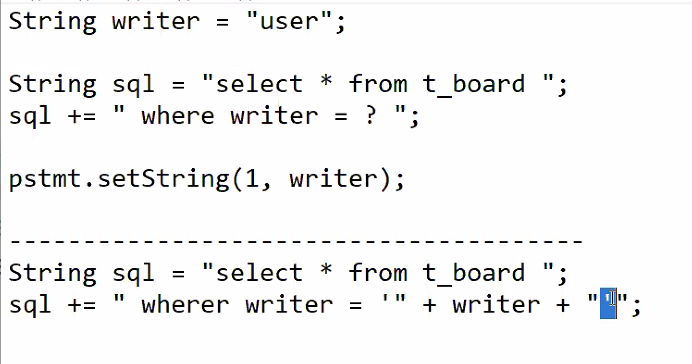 String writer = "user";
String sql = "select * from t_board ";
sql += " where writer = ? ";
pstmt.setString(1, writer);
---------------------------------------
String sql = "select * from t_board ";
sql += " wherer writer = '" + writer + "'";